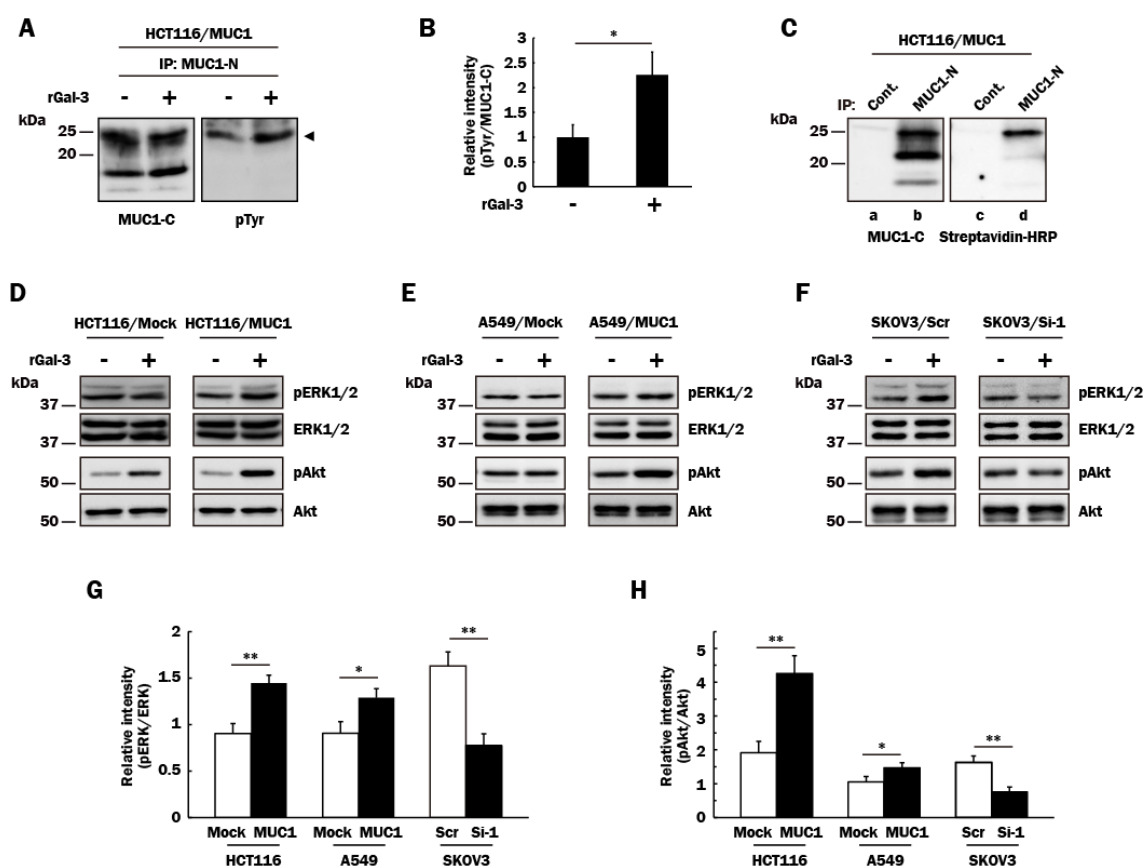 A
HCT116/MUC1
IP: MUC1-N
rGal-3 - +  - +
kDa
25
20
MUC1-C pTyr
B
Relative intensity
(pTyr/MUC1-C)
3
2.5
2
1.5
1
0.5
0
*
rGal-3 - +
C
HCT116/MUC1
IP: Cont. MUC1-N Cont. MUC1-N
kDa
25
20
a b c d
MUC1-C Streptavidin-HRP
D
HCT116/Mock HCT116/MUC1
rGal-3 - + - +
kDa
37 pERK1/2
37 ERK1/2
50 pAkt
50 Akt
E
A549/Mock A549/MUC1
rGal-3 - + - +
kDa
37 pERK1/2
37 ERK1/2
50 pAkt
50 Akt
F
SKOV3/Scr SKOV3/Si-1
rGal-3 - + - +
kDa
37 pERK1/2
37 ERK1/2
50 pAkt
50 Akt
G
Relative intensity
(pERK/ERK)
2
1.5
1
0.5
0
** * **
Mock MUC1 Mock MUC1 Scr Si-1
HCT116 A549 SKOV3
H
Relative intensity
(pAkt/Akt)
5
4
3
2
1
0
** * **
Mock MUC1 Mock MUC1 Scr Si-1
HCT116 A549 SKOV3